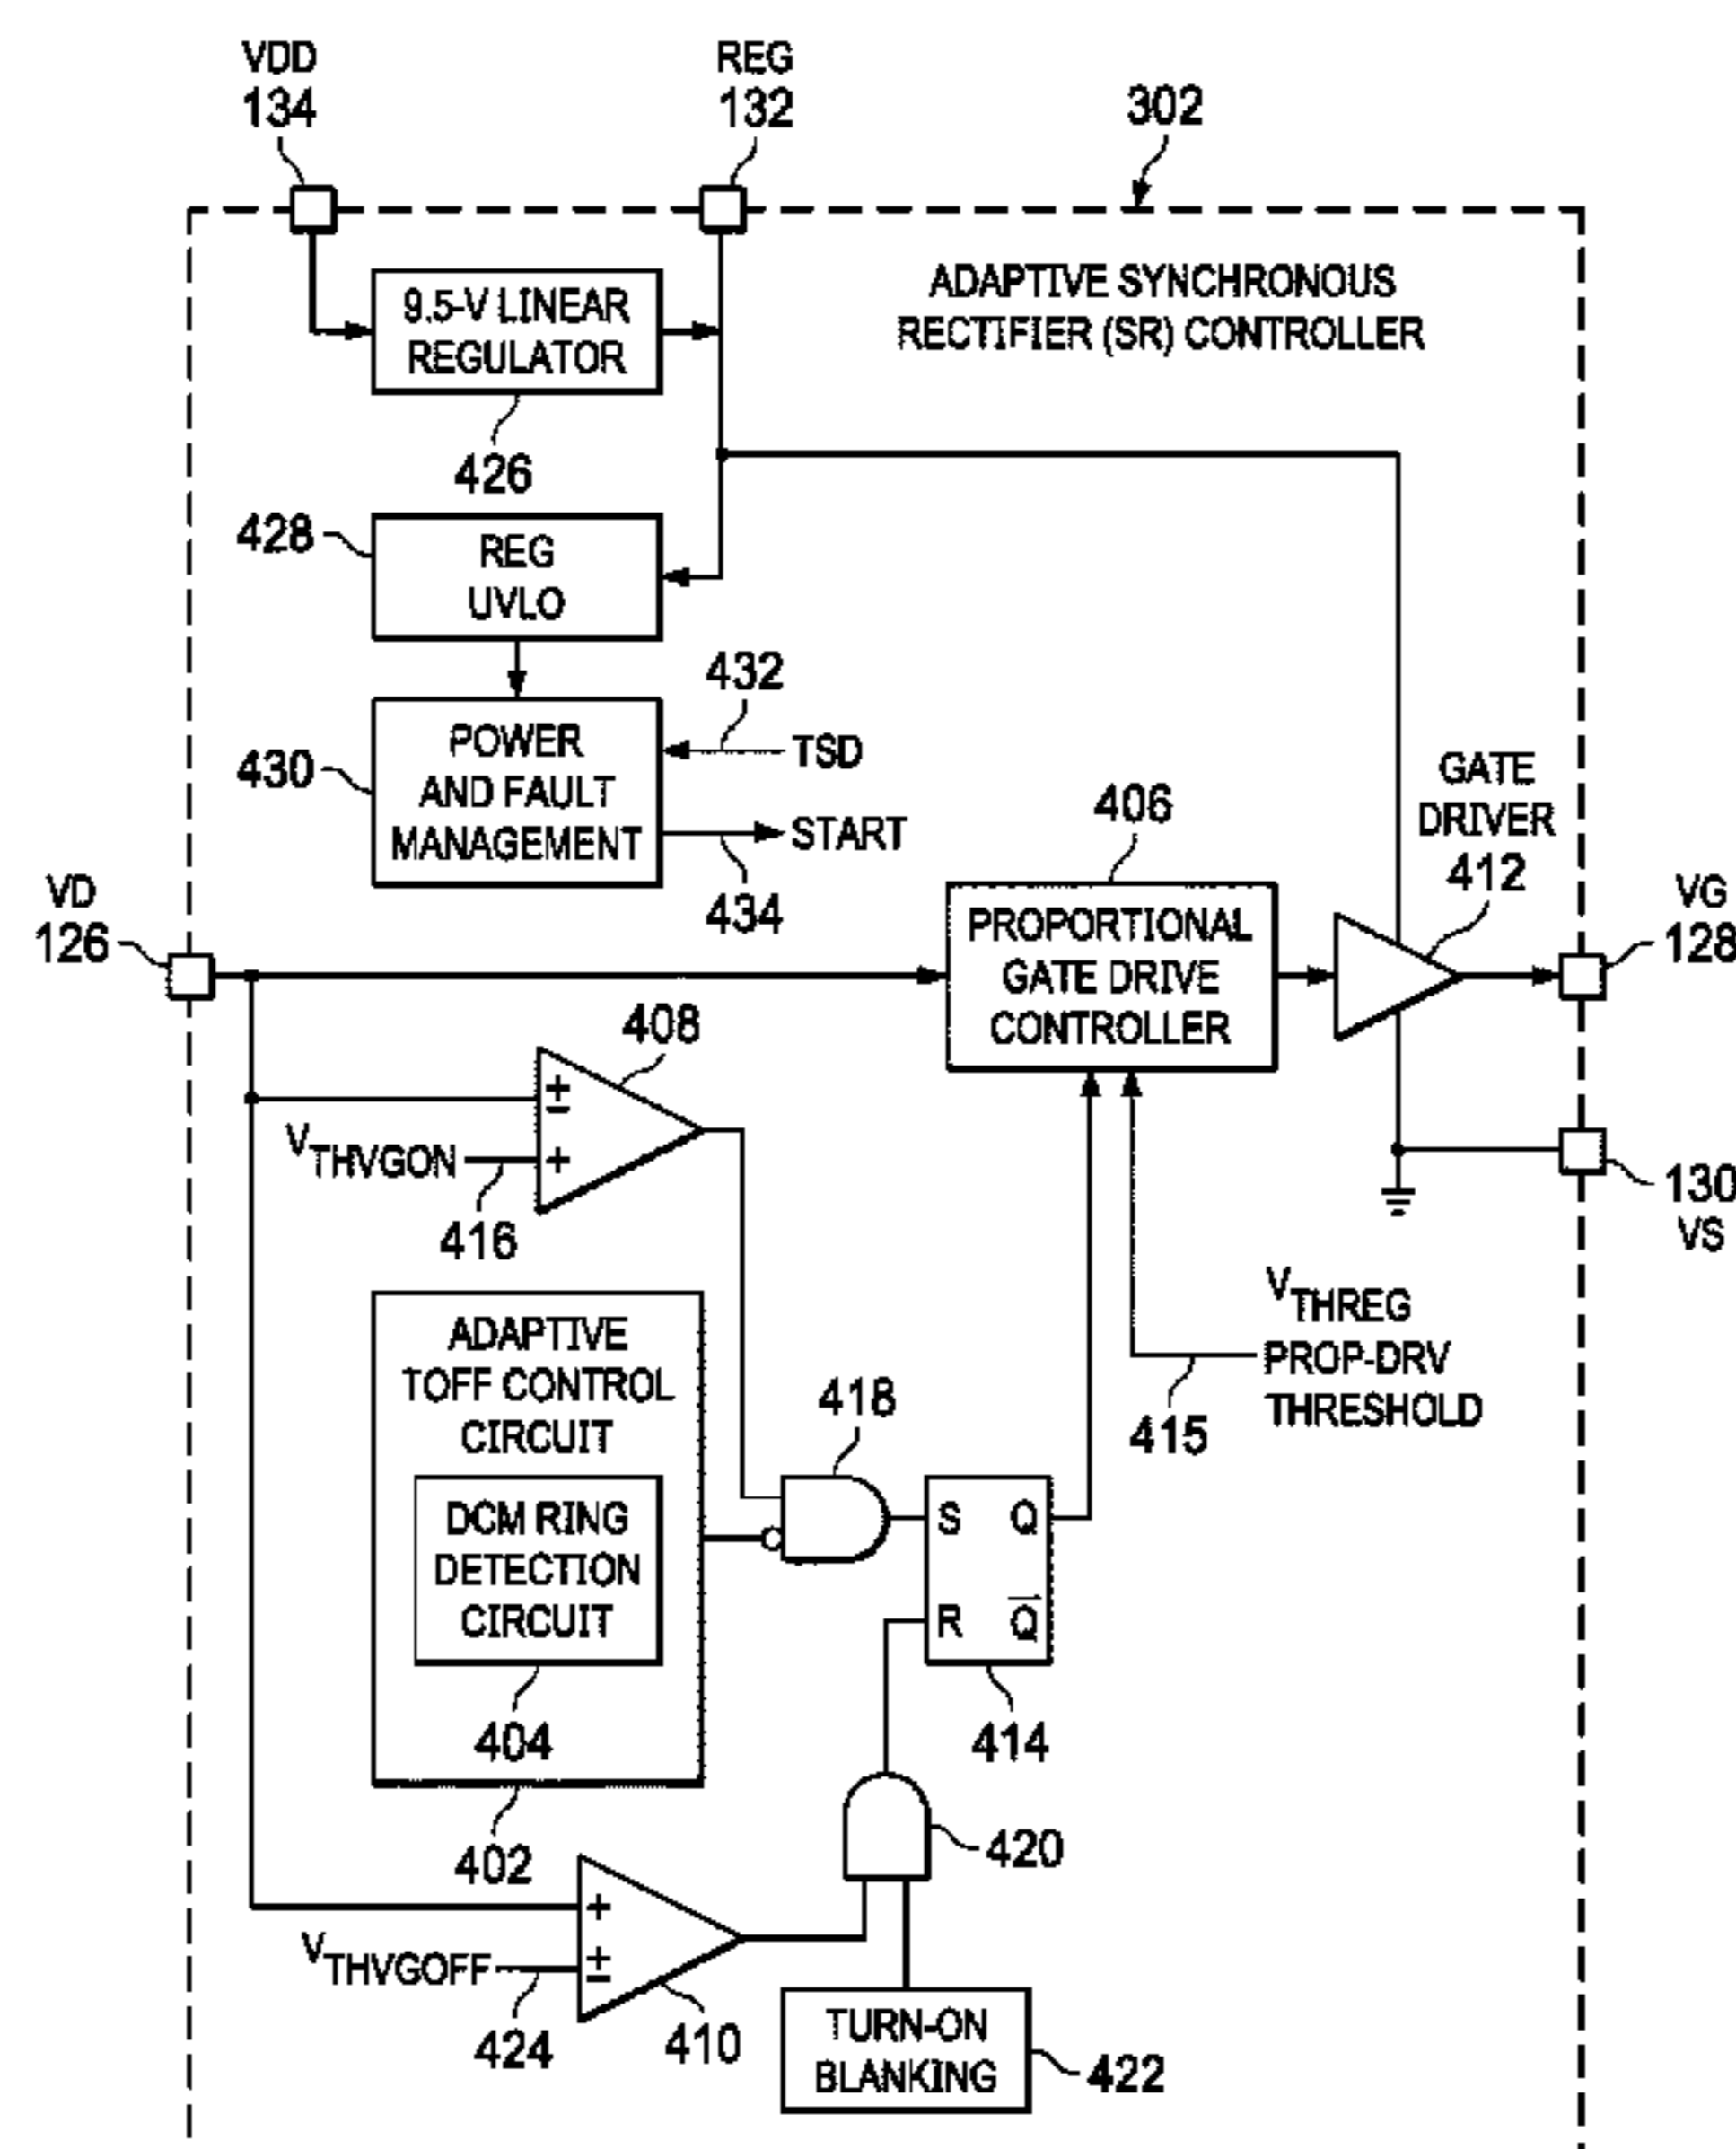 VDD
134
REG
132
302
ADAPTIVE SYNCHRONOUS
RECTIFIER (SR) CONTROLLER
9.5-V LINEAR
REGULATOR
426
428
REG
UVLO
432
TSD
430
POWER
AND FAULT
MANAGEMENT
START
434
406
GATE
DRIVER
412
VD
126
PROPORTIONAL
GATE DRIVE
CONTROLLER
VG
128
408
+
−
VTHVGON
+
416
130
VS
VTHREG
PROP-DRV
THRESHOLD
415
ADAPTIVE
TOFF CONTROL
CIRCUIT
418
DCM RING
DETECTION
CIRCUIT
S Q
R Q̅
404
414
402
420
+
VTHVGOFF
+
−
424
410
TURN-ON
BLANKING
422